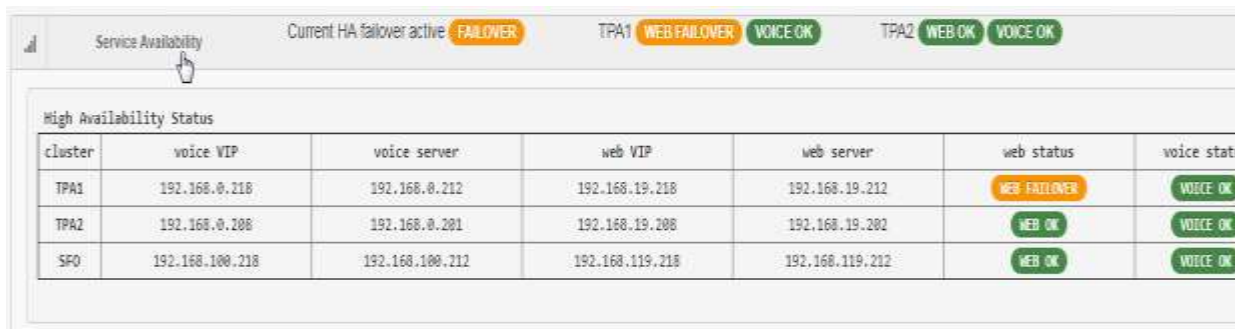 Service Availability Current HA failover active FAILOVER TPA1 WEB FAILOVER VOICE OK TPA2 WEB OK VOICE OK
High Availability Status
cluster voice VIP voice server web VIP web server web status voice stat
TPA1 192.168.0.218 192.168.0.212 192.168.19.218 192.168.19.212 WEB FAILOVER VOICE OK
TPA2 192.168.0.208 192.168.0.201 192.168.19.208 192.168.19.202 WEB OK VOICE OK
SFO 192.168.100.218 192.168.100.212 192.168.119.218 192.168.119.212 WEB OK VOICE OK